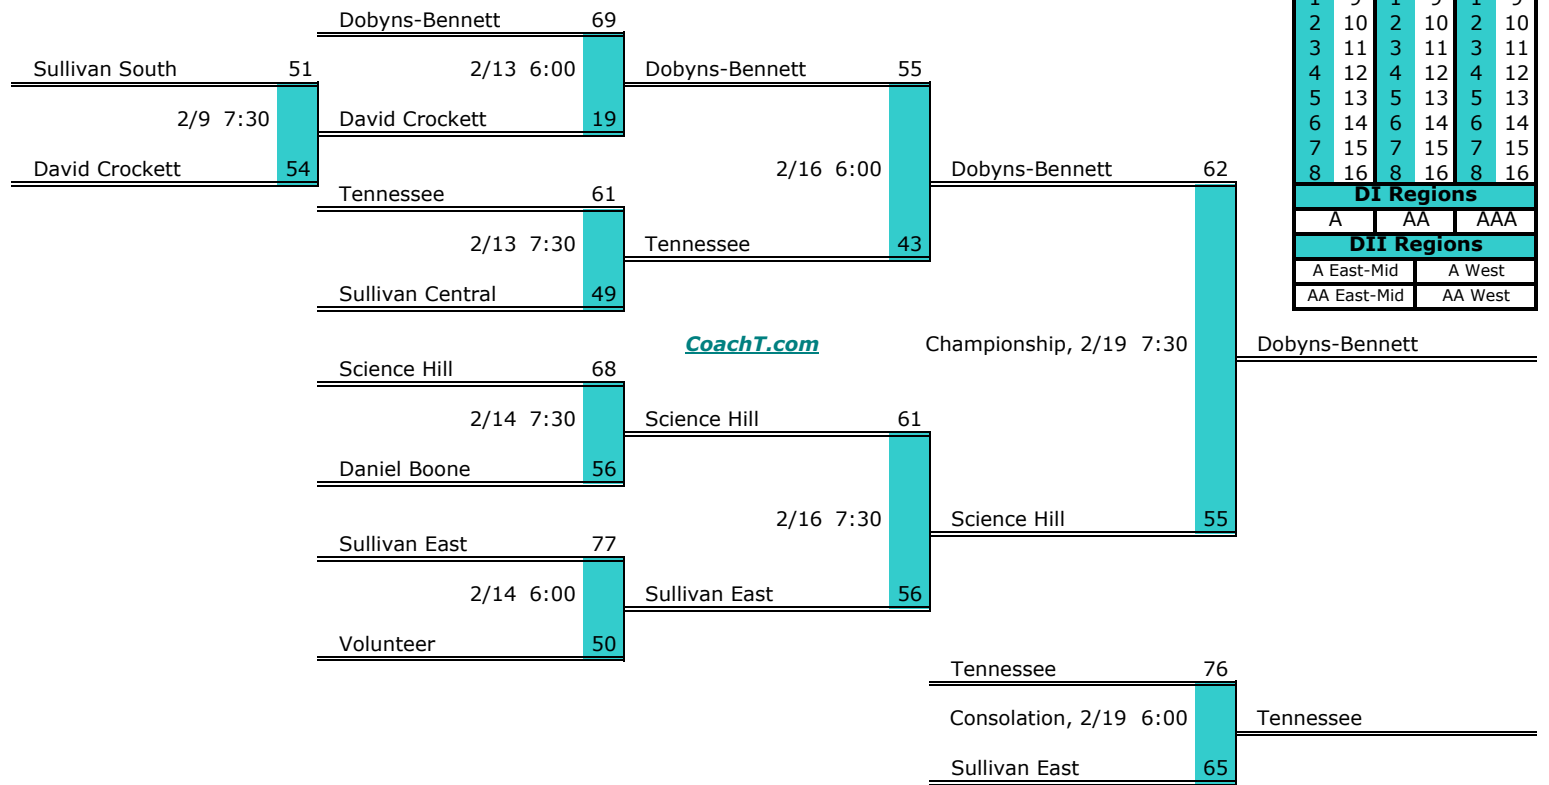 Dobyns-Bennett 69
Sullivan South 51
2/13 6:00
Dobyns-Bennett 55
2/9 7:30
David Crockett 19
David Crockett 54
2/16 6:00
Dobyns-Bennett 62
Tennessee 61
2/13 7:30
Tennessee 43
Sullivan Central 49
CoachT.com
Championship, 2/19 7:30
Dobyns-Bennett
Science Hill 68
2/14 7:30
Science Hill 61
Daniel Boone 56
2/16 7:30
Science Hill 55
Sullivan East 77
2/14 6:00
Sullivan East 56
Volunteer 50
Tennessee 76
Consolation, 2/19 6:00
Tennessee
Sullivan East 65
1 9 1 9 1 9
2 10 2 10 2 10
3 11 3 11 3 11
4 12 4 12 4 12
5 13 5 13 5 13
6 14 6 14 6 14
7 15 7 15 7 15
8 16 8 16 8 16
DI Regions
A AA AAA
DII Regions
A East-Mid A West
AA East-Mid AA West